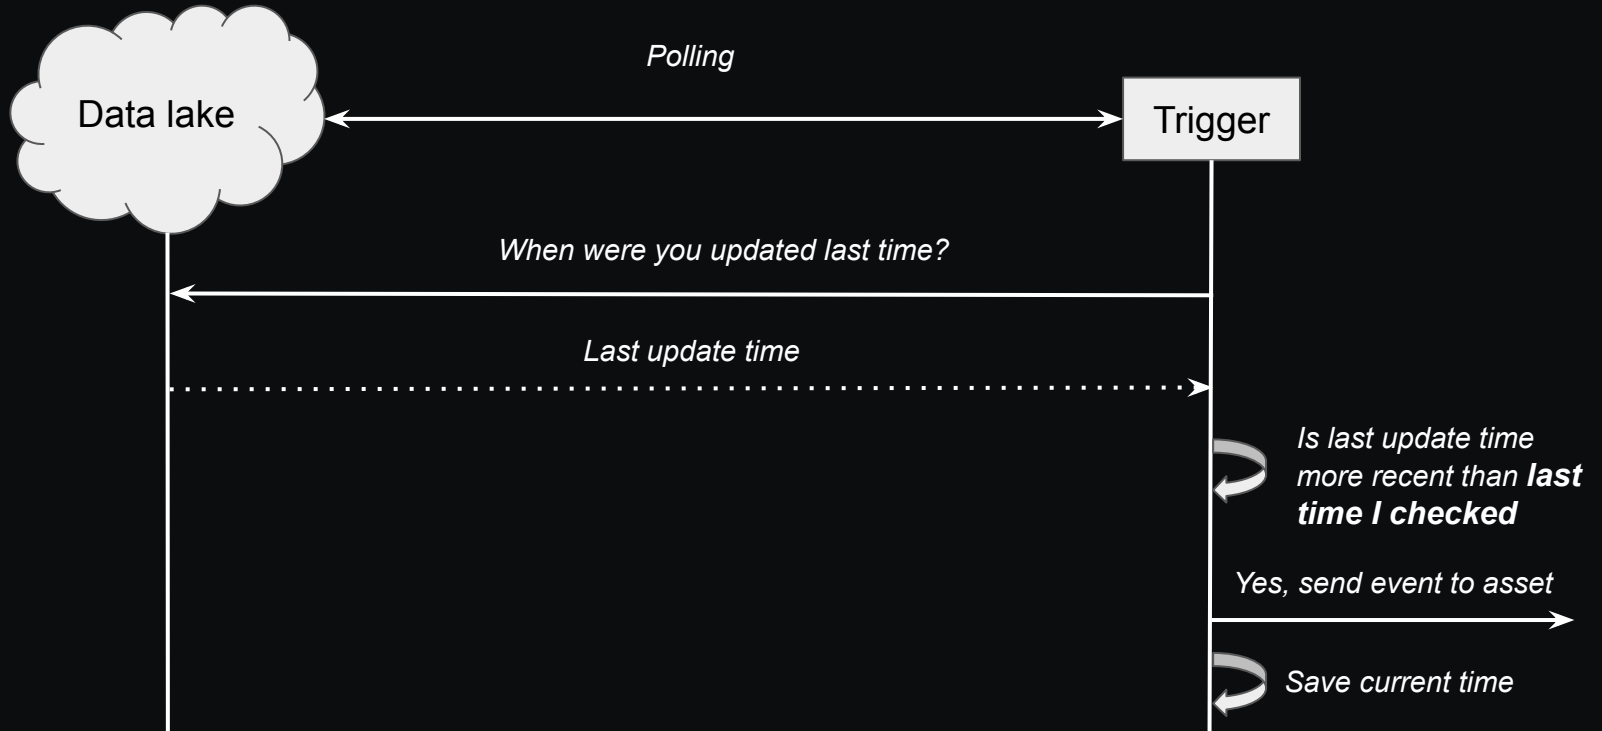 Polling
Data lake
Trigger
When were you updated last time?
Last update time
Is last update time
more recent than last
time I checked
Yes, send event to asset
Save current time